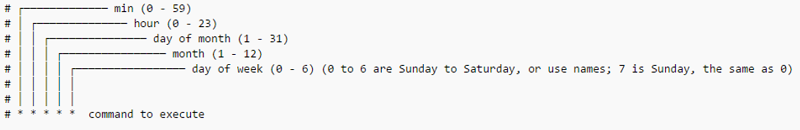 # ┌───────────── min (0 - 59)
# │ ┌────────────── hour (0 - 23)
# │ │ ┌─────────────── day of month (1 - 31)
# │ │ │ ┌──────────────── month (1 - 12)
# │ │ │ │ ┌───────────────── day of week (0 - 6) (0 to 6 are Sunday to Saturday, or use names; 7 is Sunday, the same as 0)
# │ │ │ │ │
# │ │ │ │ │
# * * * * *  command to execute